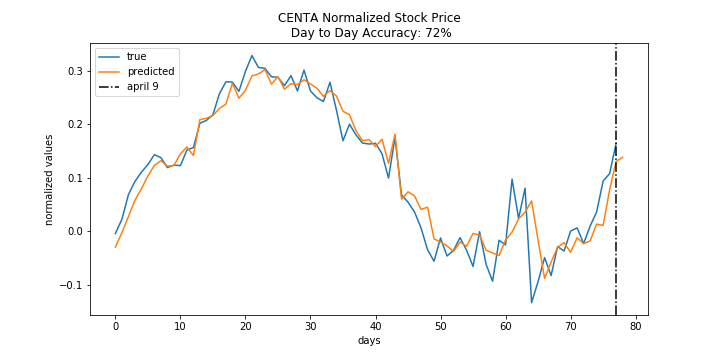 CENTA Normalized Stock Price
Day to Day Accuracy: 72%
true
predicted
april 9
normalized values
0.3
0.2
0.1
0.0
−0.1
0 10 20 30 40 50 60 70 80
days